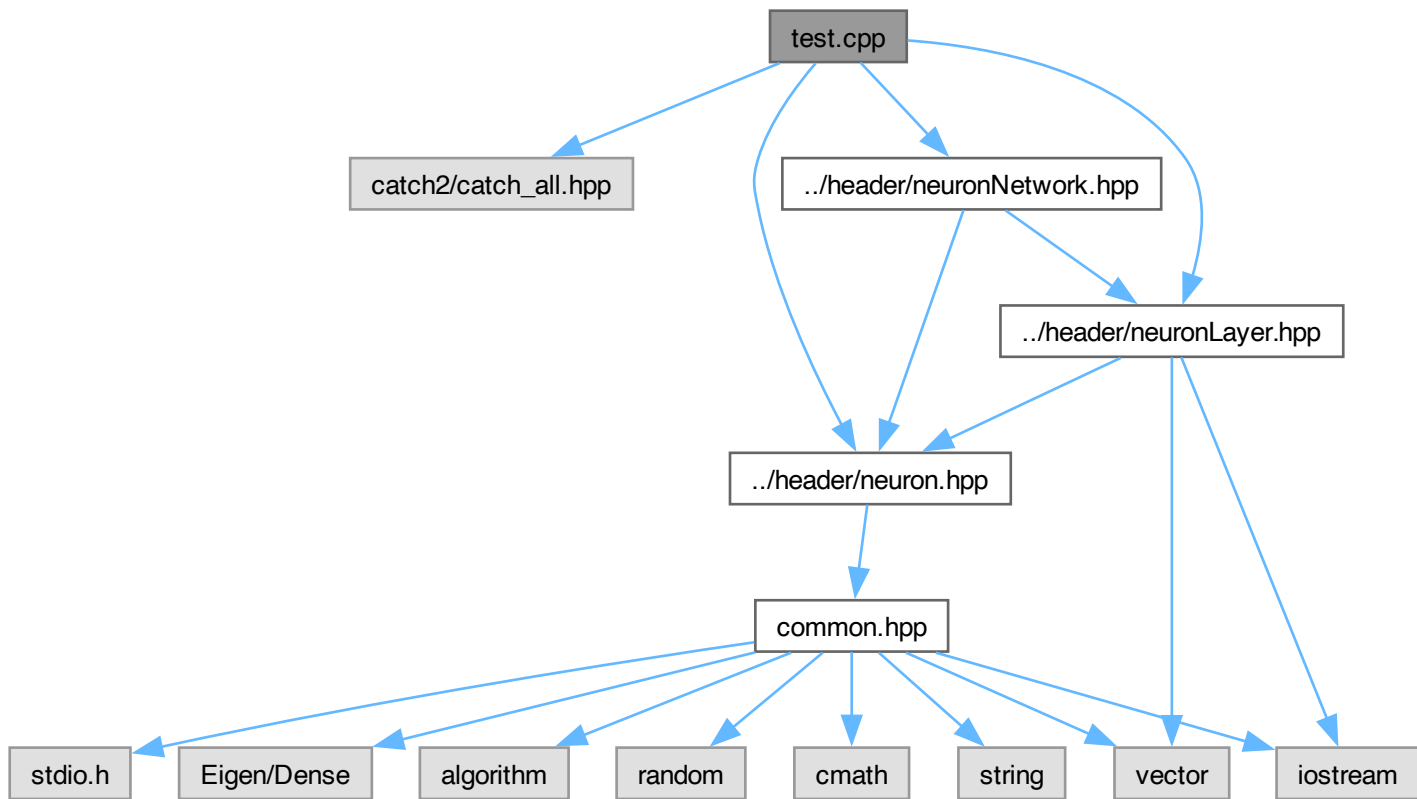 test.cpp
catch2/catch_all.hpp
../header/neuronNetwork.hpp
../header/neuronLayer.hpp
../header/neuron.hpp
common.hpp
stdio.h
Eigen/Dense
algorithm
random
cmath
string
vector
iostream